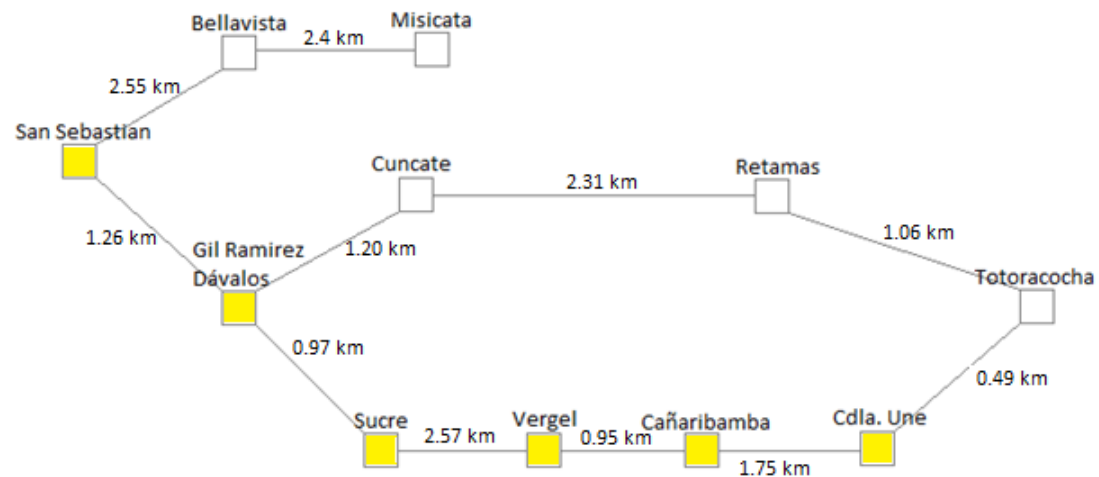 Bellavista
Misicata
2.4 km
2.55 km
San Sebastian
Cuncate
Retamas
2.31 km
1.26 km
Gil Ramirez
Dávalos
1.20 km
1.06 km
Totoracocha
0.97 km
0.49 km
Sucre
Vergel
Cañaribamba
Cdla. Une
2.57 km
0.95 km
1.75 km